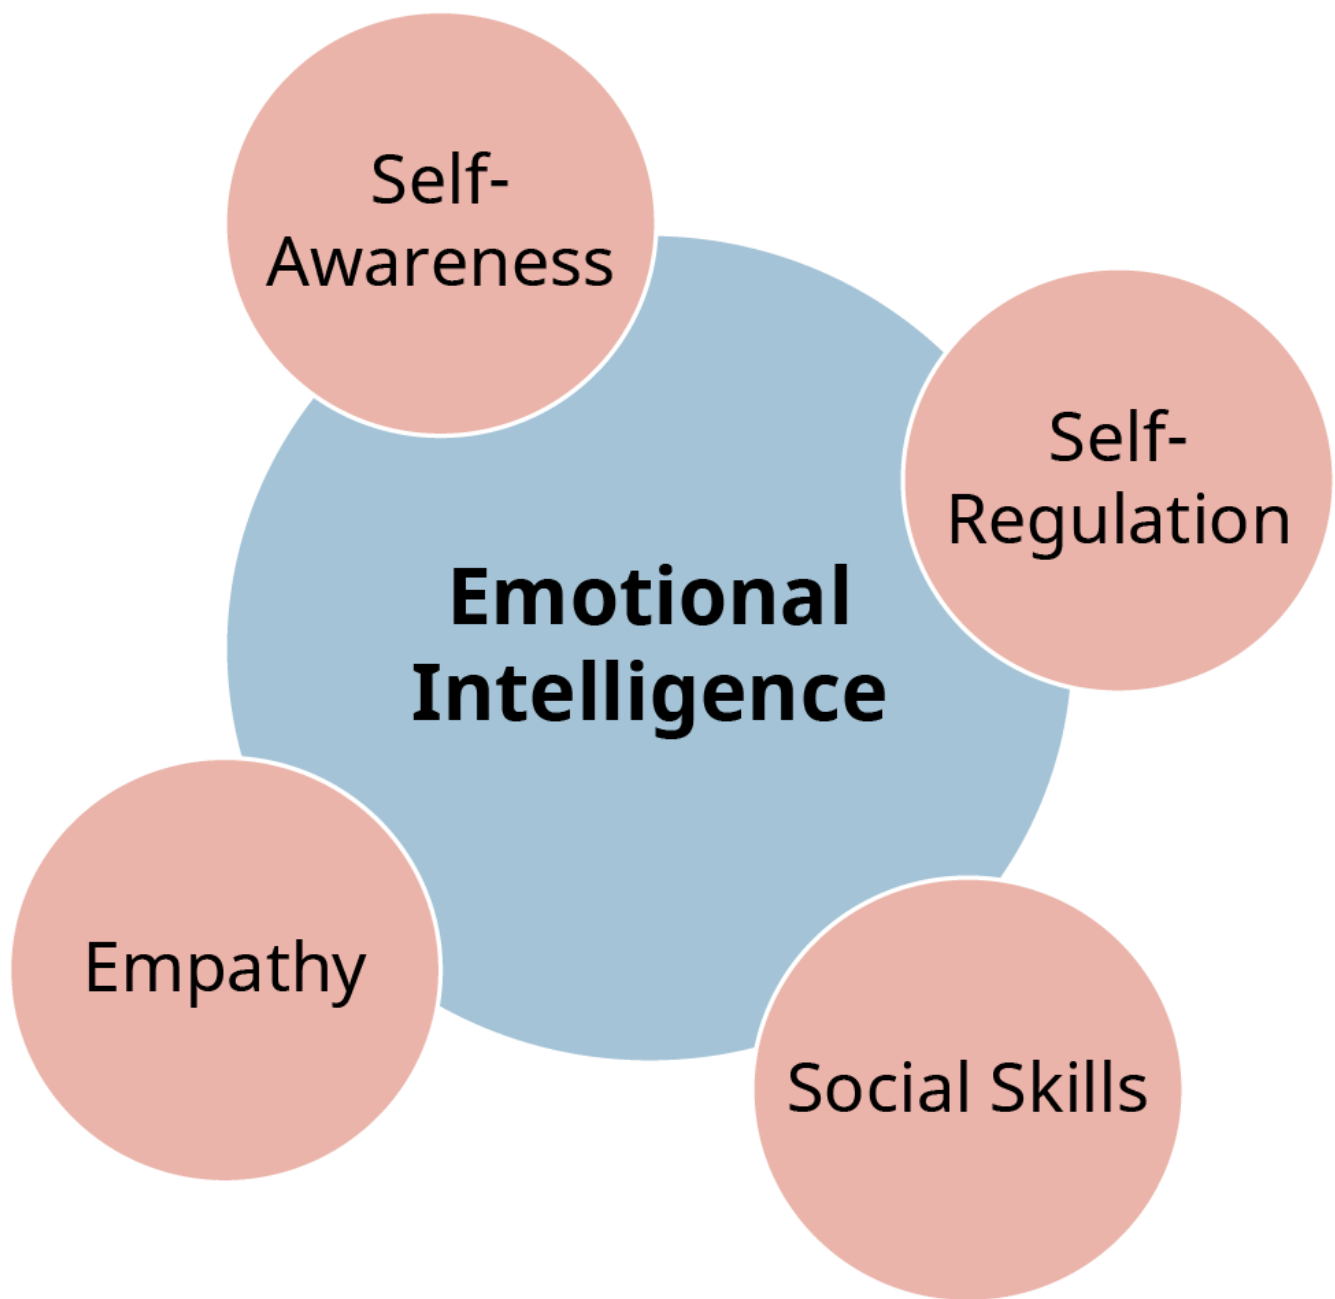 Self-
Awareness
Self-
Regulation
Emotional
Intelligence
Empathy
Social Skills